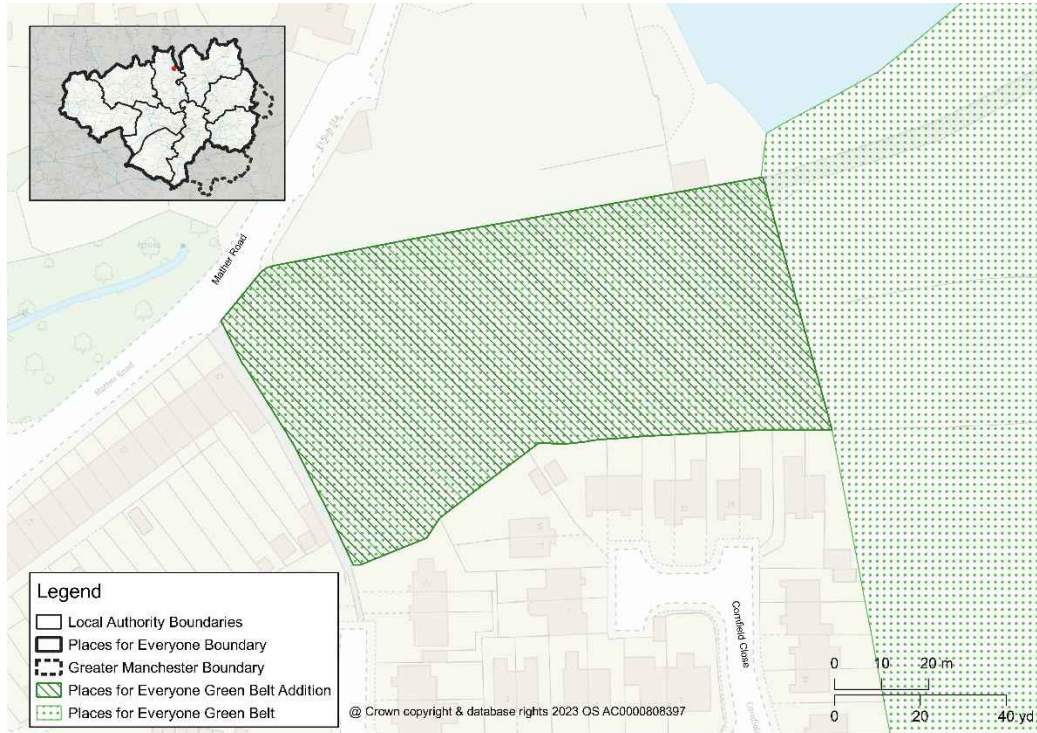 Mather Road
Mather Road
Cornfield Close
Legend
Local Authority Boundaries
Places for Everyone Boundary
Greater Manchester Boundary
Places for Everyone Green Belt Addition
Places for Everyone Green Belt
@ Crown copyright & database rights 2023 OS AC0000808397
0 10 20 m
0 20 40 yd